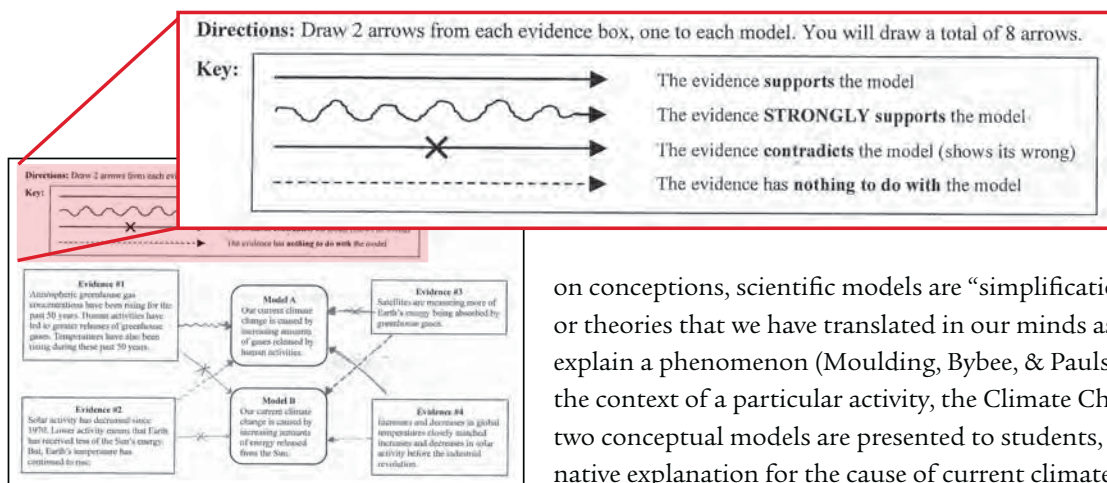 Directions: Draw 2 arrows from each evidence box, one to each model. You will draw a total of 8 arrows.
Key:
The evidence supports the model
The evidence STRONGLY supports the model
The evidence contradicts the model (shows its wrong)
The evidence has nothing to do with the model
Directions: Draw 2 arrows from each
Key:
The evidence has nothing to do with the model
Evidence #1
Atmospheric greenhouse gas
concentrations have been rising for the
past 50 years. Human activities have
led to greater releases of greenhouse
gases. Temperatures have also been
rising during these past 50 years.
Model A
Our current climate
change is caused by
increasing amounts
of gases released by
human activities.
Evidence #3
Satellites are measuring more of
Earth's energy being absorbed by
greenhouse gases.
Evidence #2
Solar activity has decreased since
1970. Lower activity means that Earth
has received less of the Sun's energy.
But, Earth's temperature has
continued to rise.
Model B
Our current climate
change is caused by
increasing amounts
of energy released
from the Sun.
Evidence #4
Increases and decreases in global
temperatures closely matched
increases and decreases in solar
activity before the industrial
revolution.
on conceptions, scientific models are “simplificatio
or theories that we have translated in our minds as
explain a phenomenon (Moulding, Bybee, & Pauls
the context of a particular activity, the Climate Ch
two conceptual models are presented to students,
native explanation for the cause of current climate